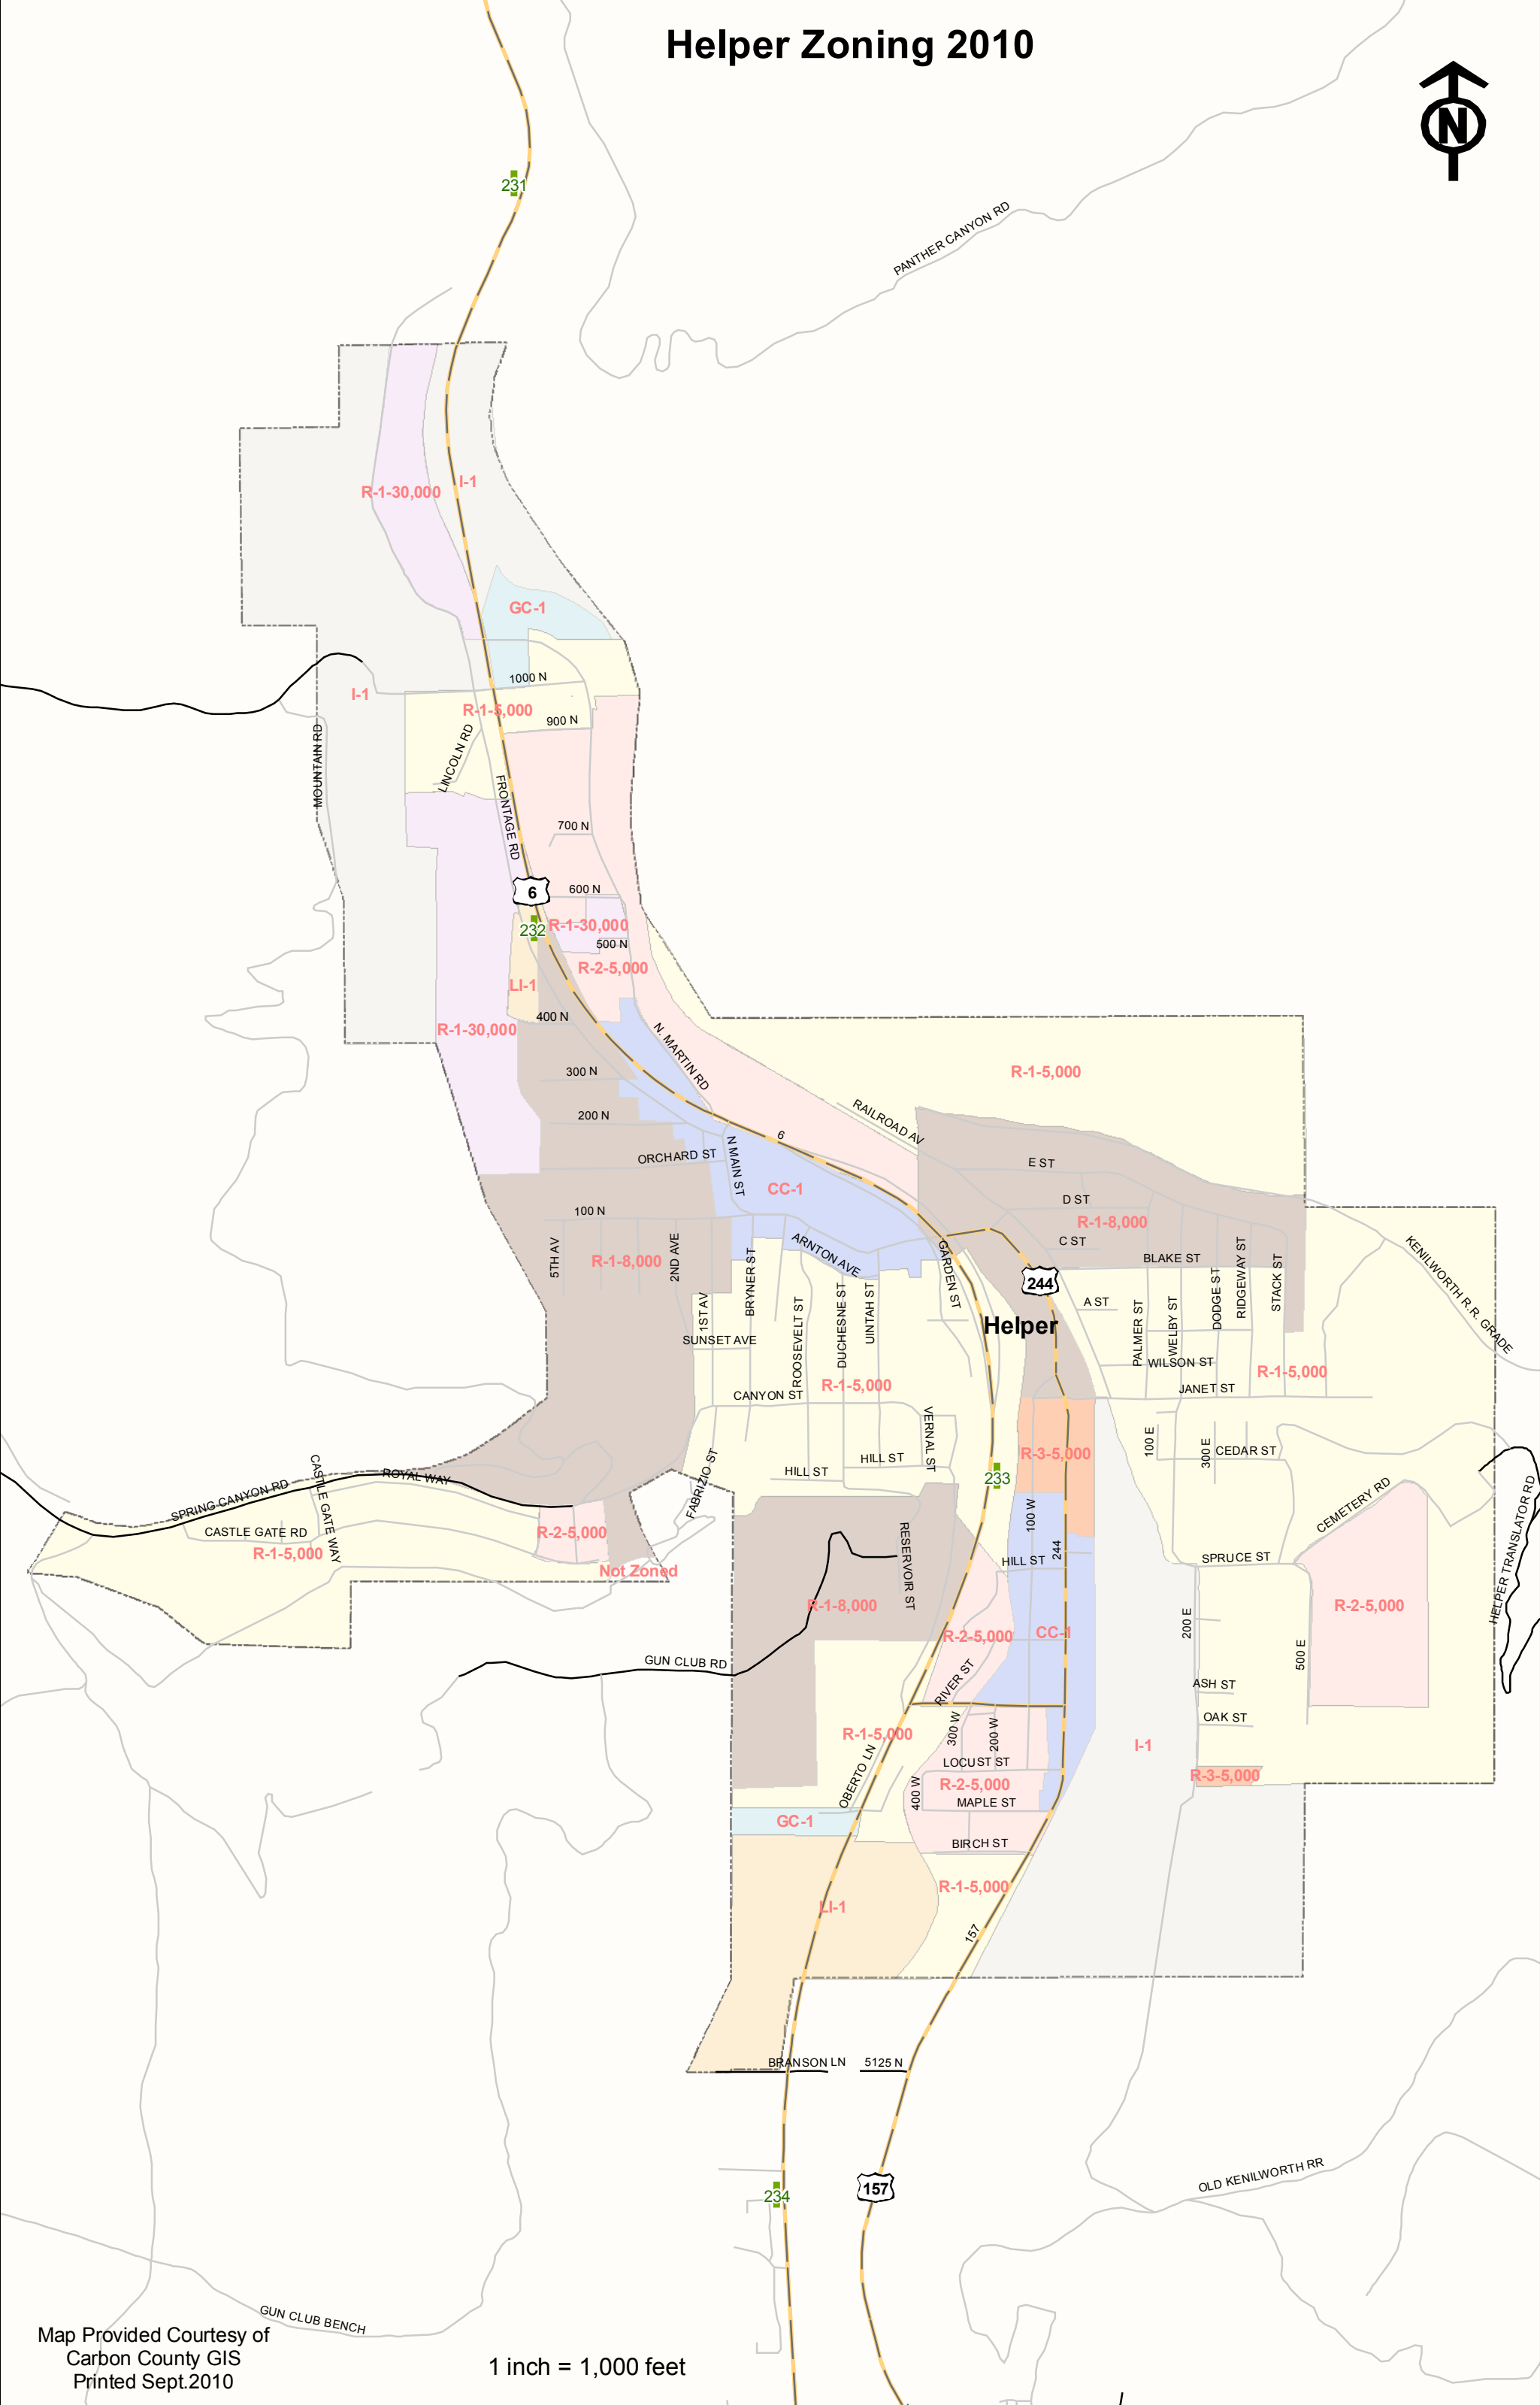 Helper Zoning 2010
N
231
PANTHER CANYON RD
R-1-30,000
I-1
GC-1
1000 N
I-1
R-1-5,000
900 N
LINCOLN RD
MOUNTAIN RD
FRONTAGE RD
700 N
6
600 N
232
R-1-30,000
500 N
R-2-5,000
LI-1
400 N
R-1-30,000
N. MARTIN RD
300 N
R-1-5,000
200 N
RAILROAD AV
6
ORCHARD ST
N MAIN ST
E ST
CC-1
D ST
100 N
R-1-8,000
C ST
ARNTON AVE
5TH AV
R-1-8,000
2ND AVE
BRYNER ST
GARDEN ST
BLAKE ST
RIDGEWAY ST
STACK ST
KENILWORTH R.R. GRADE
244
1ST AV
ROOSEVELT ST
DUCHESNE ST
UINTAH ST
A ST
DODGE ST
PALMER ST
WELBY ST
Helper
SUNSET AVE
WILSON ST
R-1-5,000
R-1-5,000
JANET ST
CANYON ST
VERNAL ST
100 E
300 E
CEDAR ST
R-3-5,000
HILL ST
HILL ST
233
FABRIZIO ST
ROYAL WAY
SPRING CANYON RD
CASTLE GATE WAY
CASTLE GATE RD
R-1-5,000
R-2-5,000
Not Zoned
CEMETERY RD
HELPER TRANSLATOR RD
100 W
244
HILL ST
SPRUCE ST
RESERVOIR ST
R-1-8,000
R-2-5,000
200 E
R-2-5,000
CC-1
500 E
GUN CLUB RD
RIVER ST
ASH ST
OAK ST
R-1-5,000
300 W
200 W
I-1
LOCUST ST
OBERTO LN
400 W
R-2-5,000
R-3-5,000
MAPLE ST
GC-1
BIRCH ST
R-1-5,000
LI-1
157
BRANSON LN
5125 N
157
234
OLD KENILWORTH RR
GUN CLUB BENCH
Map Provided Courtesy of
Carbon County GIS
Printed Sept.2010
1 inch = 1,000 feet